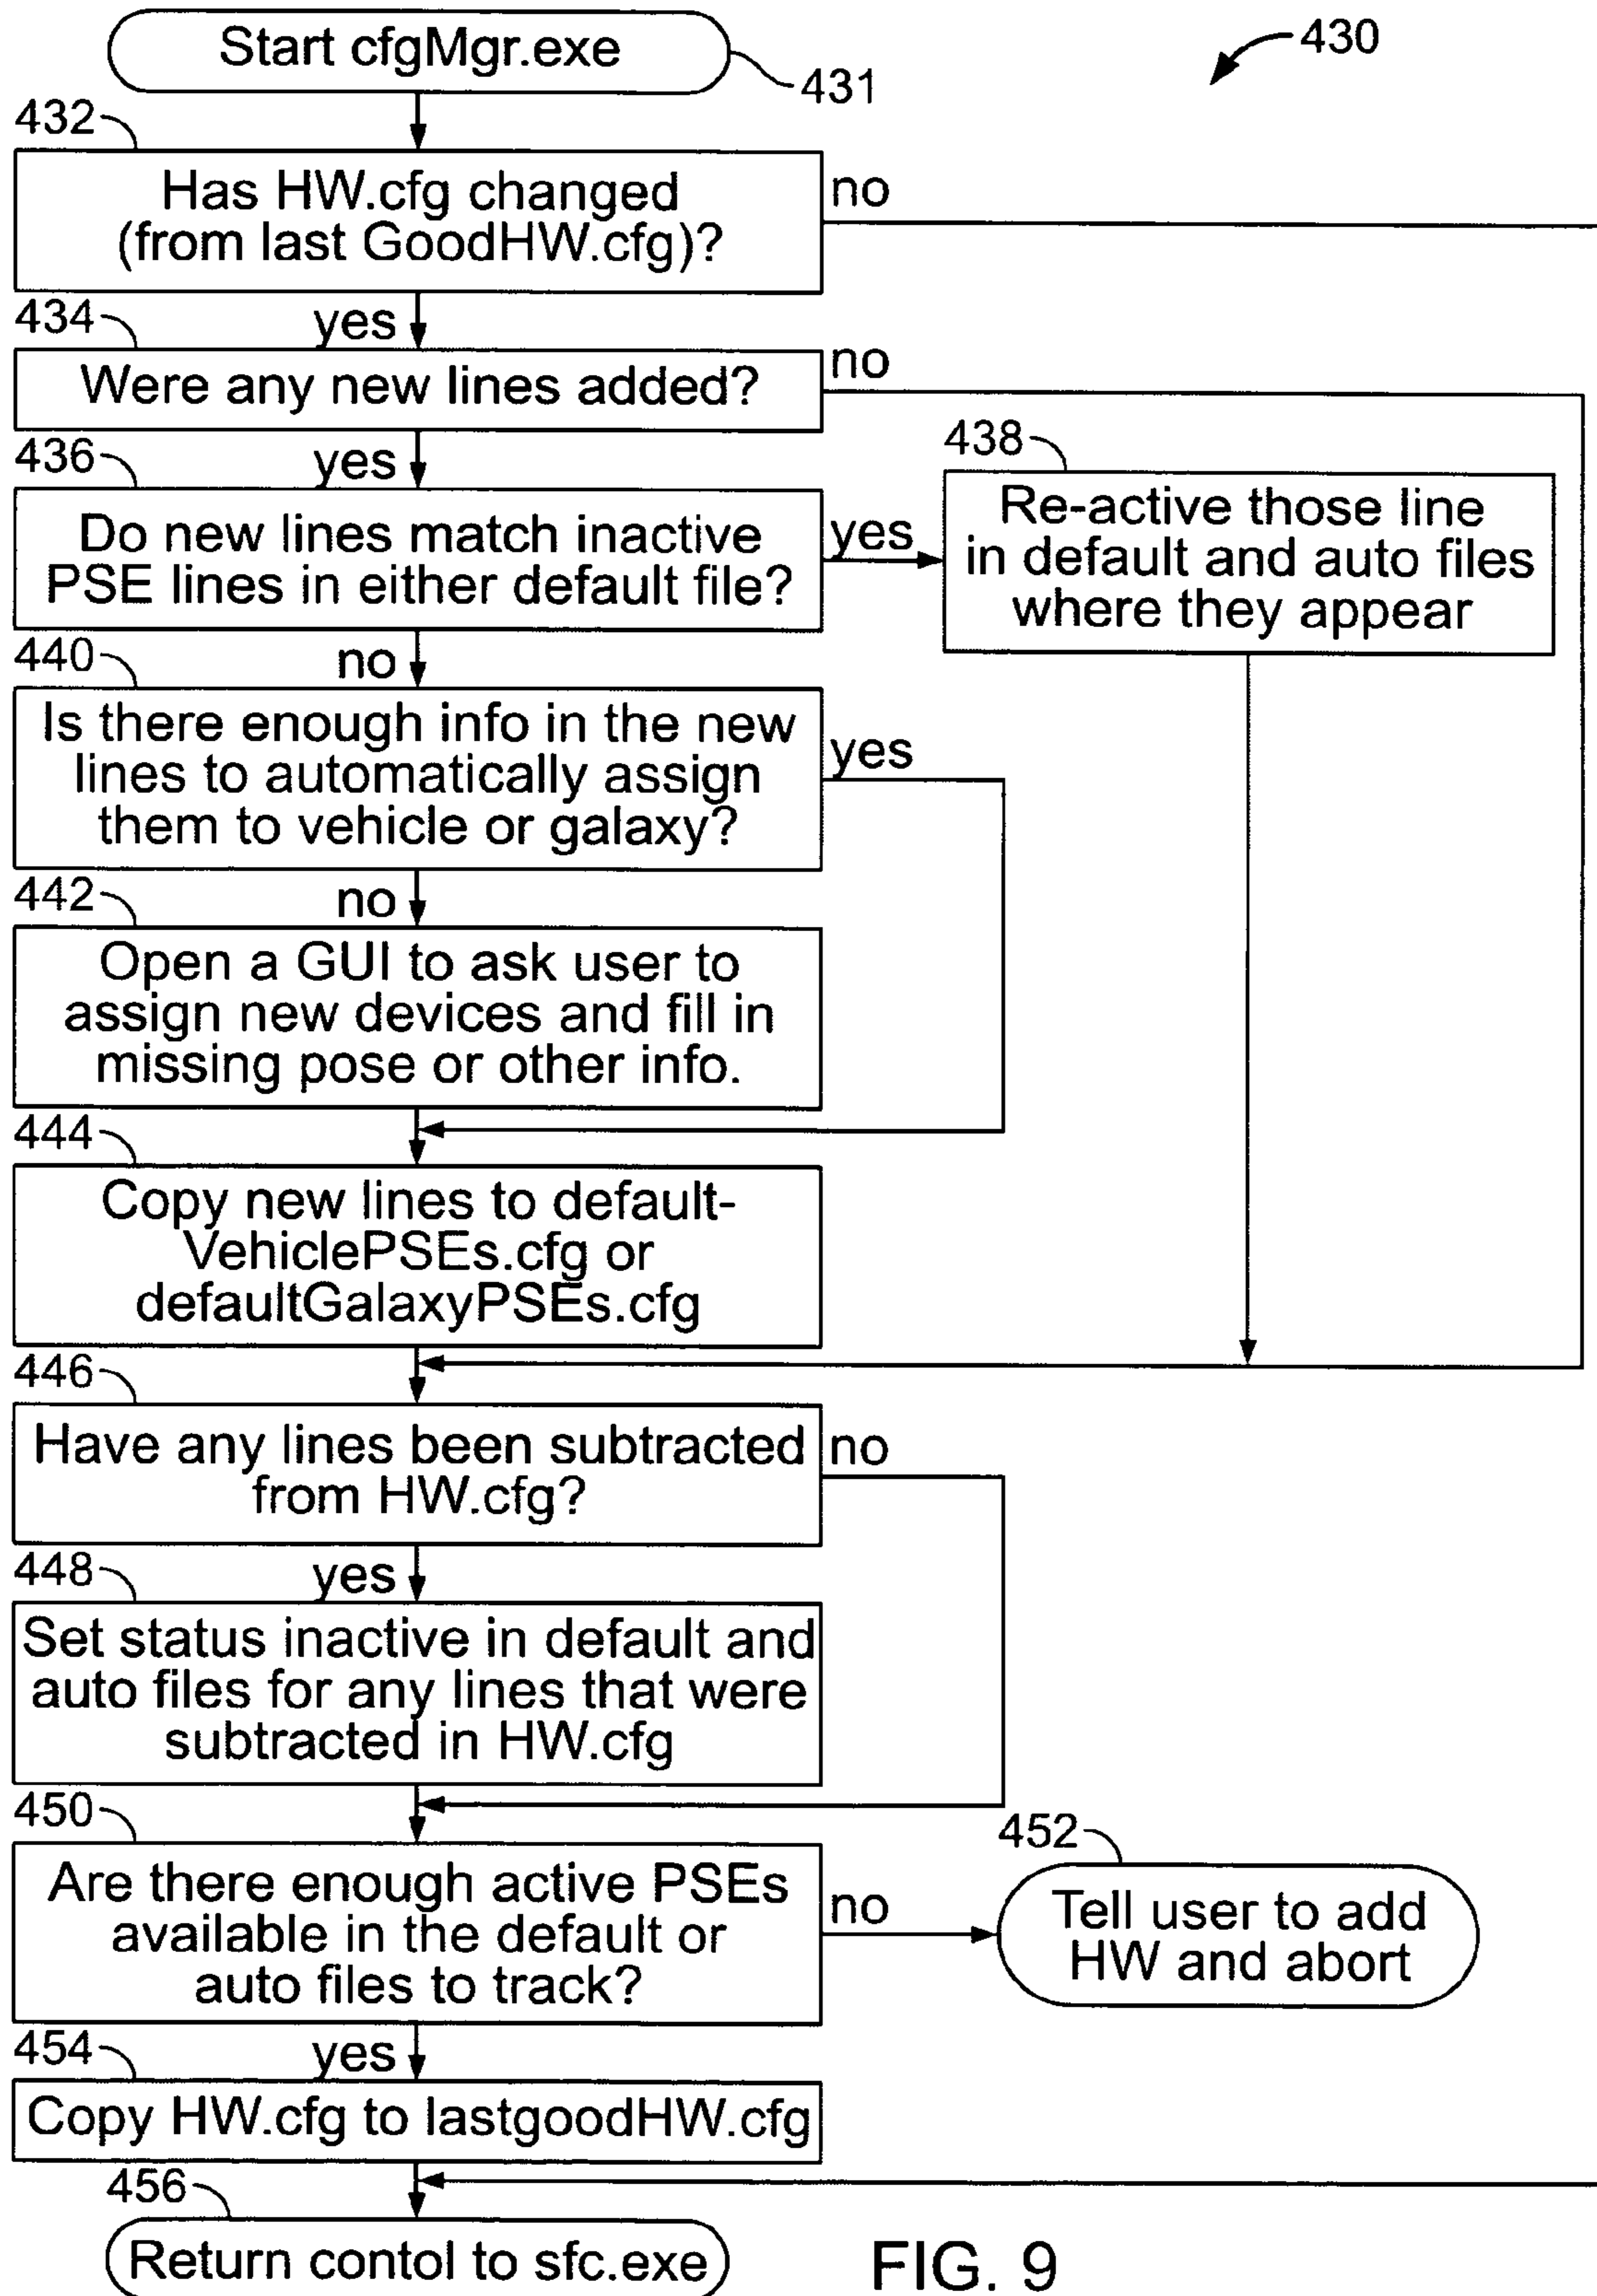 Start cfgMgr.exe
430
431
432
Has HW.cfg changed
(from last GoodHW.cfg)?
no
434
yes
Were any new lines added?
no
436
yes
438
Do new lines match inactive
PSE lines in either default file?
yes
Re-active those line
in default and auto files
where they appear
440
no
Is there enough info in the new
lines to automatically assign
them to vehicle or galaxy?
yes
442
no
Open a GUI to ask user to
assign new devices and fill in
missing pose or other info.
444
Copy new lines to default-
VehiclePSEs.cfg or
defaultGalaxyPSEs.cfg
446
Have any lines been subtracted
from HW.cfg?
no
448
yes
Set status inactive in default and
auto files for any lines that were
subtracted in HW.cfg
450
Are there enough active PSEs
available in the default or
auto files to track?
no
452
Tell user to add
HW and abort
454
yes
Copy HW.cfg to lastgoodHW.cfg
456
Return contol to sfc.exe
FIG. 9